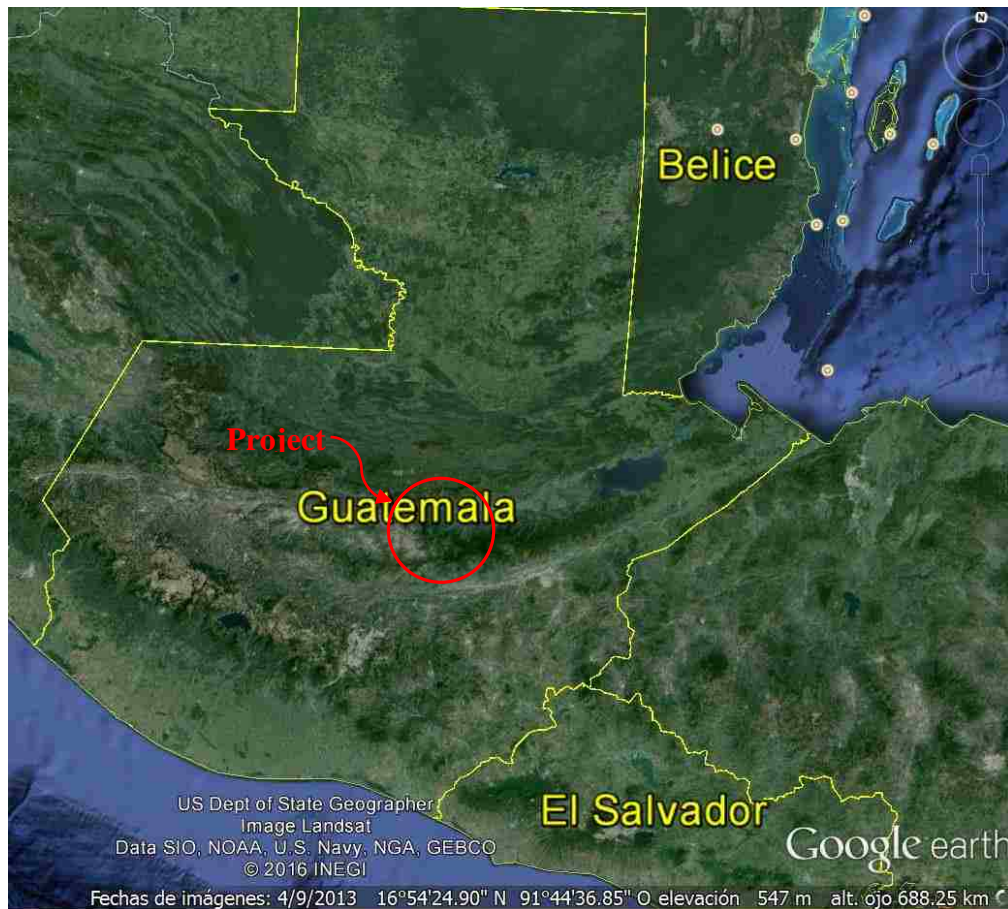 N
Belice
Project
Guatemala
El Salvador
US Dept of State Geographer
Image Landsat
Data SIO, NOAA, U.S. Navy, NGA, GEBCO
© 2016 INEGI
Google earth
Fechas de imágenes: 4/9/2013 16°54'24.90" N 91°44'36.85" O elevación 547 m alt. ojo 688.25 km